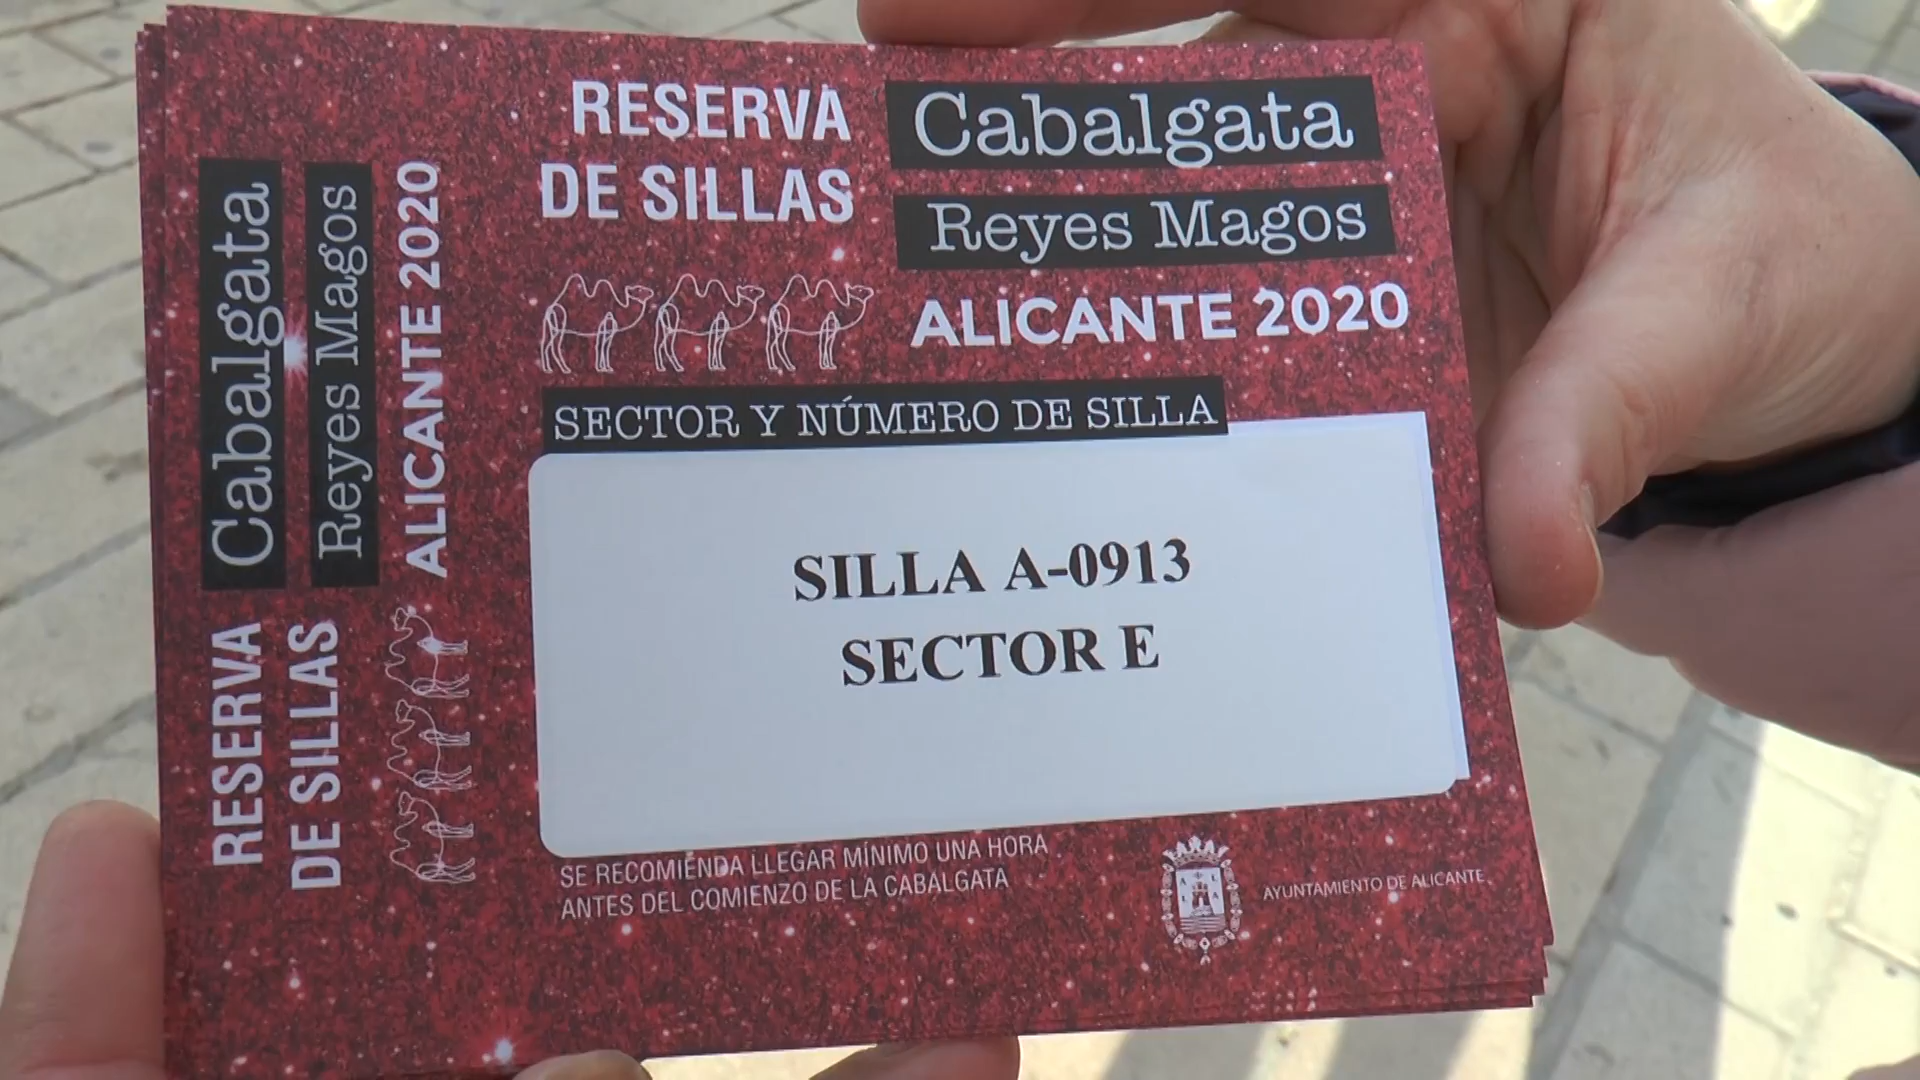 Cabalgata
Reyes Magos
ALICANTE 2020
RESERVA
DE SILLAS
RESERVA
DE SILLAS
Cabalgata
Reyes Magos
ALICANTE 2020
SECTOR Y NÚMERO DE SILLA
SILLA A-0913
SECTOR E
SE RECOMIENDA LLEGAR MÍNIMO UNA HORA
ANTES DEL COMIENZO DE LA CABALGATA
AYUNTAMIENTO DE ALICANTE